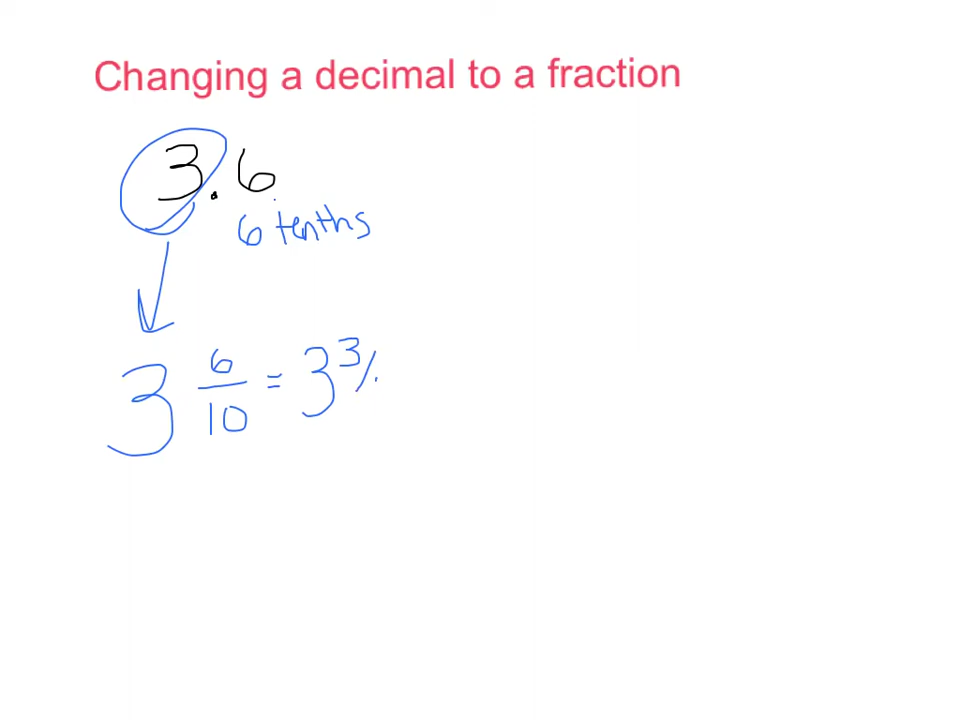 Changing a decimal to a fraction
3.6
6 tenths
3 6/10 = 3 3/